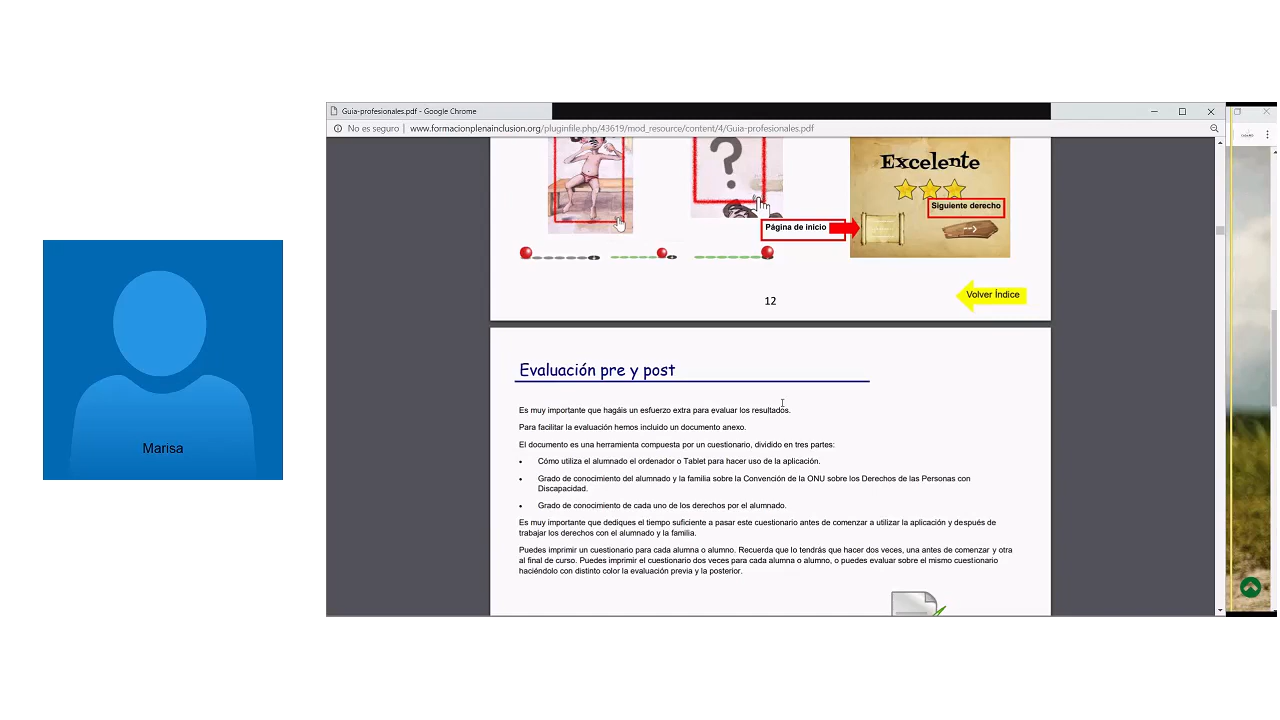 Guia-profesionales.pdf - Google Chrome
No es seguro | www.formacionplenainclusion.org/pluginfile.php/43619/mod_resource/content/4/Guia-profesionales.pdf
?
Excelente
Siguiente derecho
Página de inicio
-->
Volver Índice
12
Marisa
Evaluación pre y post
Es muy importante que hagáis un esfuerzo extra para evaluar los resultados.
Para facilitar la evaluación hemos incluido un documento anexo.
El documento es una herramienta compuesta por un cuestionario, dividido en tres partes:
• Cómo utiliza el alumnado el ordenador o Tablet para hacer uso de la aplicación.
• Grado de conocimiento del alumnado y la familia sobre la Convención de la ONU sobre los Derechos de las Personas con
Discapacidad.
• Grado de conocimiento de cada uno de los derechos por el alumnado.
Es muy importante que dediques el tiempo suficiente a pasar este cuestionario antes de comenzar a utilizar la aplicación y después de
trabajar los derechos con el alumnado y la familia.
Puedes imprimir un cuestionario para cada alumna o alumno. Recuerda que lo tendrás que hacer dos veces, una antes de comenzar y otra
al final de curso. Puedes imprimir el cuestionario dos veces para cada alumna o alumno, o puedes evaluar sobre el mismo cuestionario
haciéndolo con distinto color la evaluación previa y la posterior.